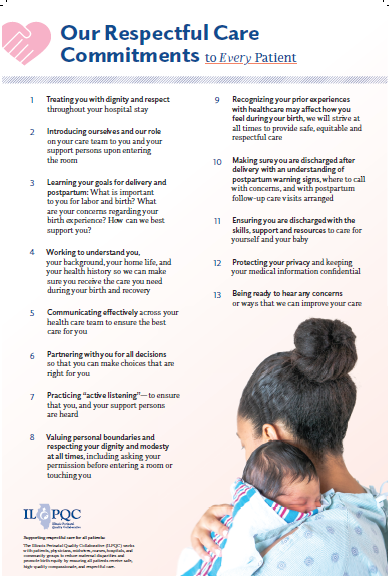 Our Respectful Care
Commitments to Every Patient
1 Treating you with dignity and respect
throughout your hospital stay
2 Introducing ourselves and our role
on your care team to you and your
support persons upon entering
the room
3 Learning your goals for delivery and
postpartum: What is important
to you for labor and birth? What
are your concerns regarding your
birth experience? How can we best
support you?
4 Working to understand you,
your background, your home life, and
your health history so we can make
sure you receive the care you need
during your birth and recovery
5 Communicating effectively across your
health care team to ensure the best
care for you
6 Partnering with you for all decisions
so that you can make choices that are
right for you
7 Practicing “active listening”—to ensure
that you, and your support persons
are heard
8 Valuing personal boundaries and
respecting your dignity and modesty
at all times, including asking your
permission before entering a room or
touching you
9 Recognizing your prior experiences
with healthcare may affect how you
feel during your birth, we will strive at
all times to provide safe, equitable and
respectful care
10 Making sure you are discharged after
delivery with an understanding of
postpartum warning signs, where to call
with concerns, and with postpartum
follow-up care visits arranged
11 Ensuring you are discharged with the
skills, support and resources to care for
yourself and your baby
12 Protecting your privacy and keeping
your medical information confidential
13 Being ready to hear any concerns
or ways that we can improve your care
ILPQC
Illinois Perinatal
Quality Collaborative
Supporting respectful care for all patients:
The Illinois Perinatal Quality Collaborative (ILPQC) works
with patients, physicians, midwives, nurses, hospitals, and
community groups to reduce maternal disparities and
promote birth equity by ensuring all patients receive safe,
high-quality, compassionate, and respectful care.